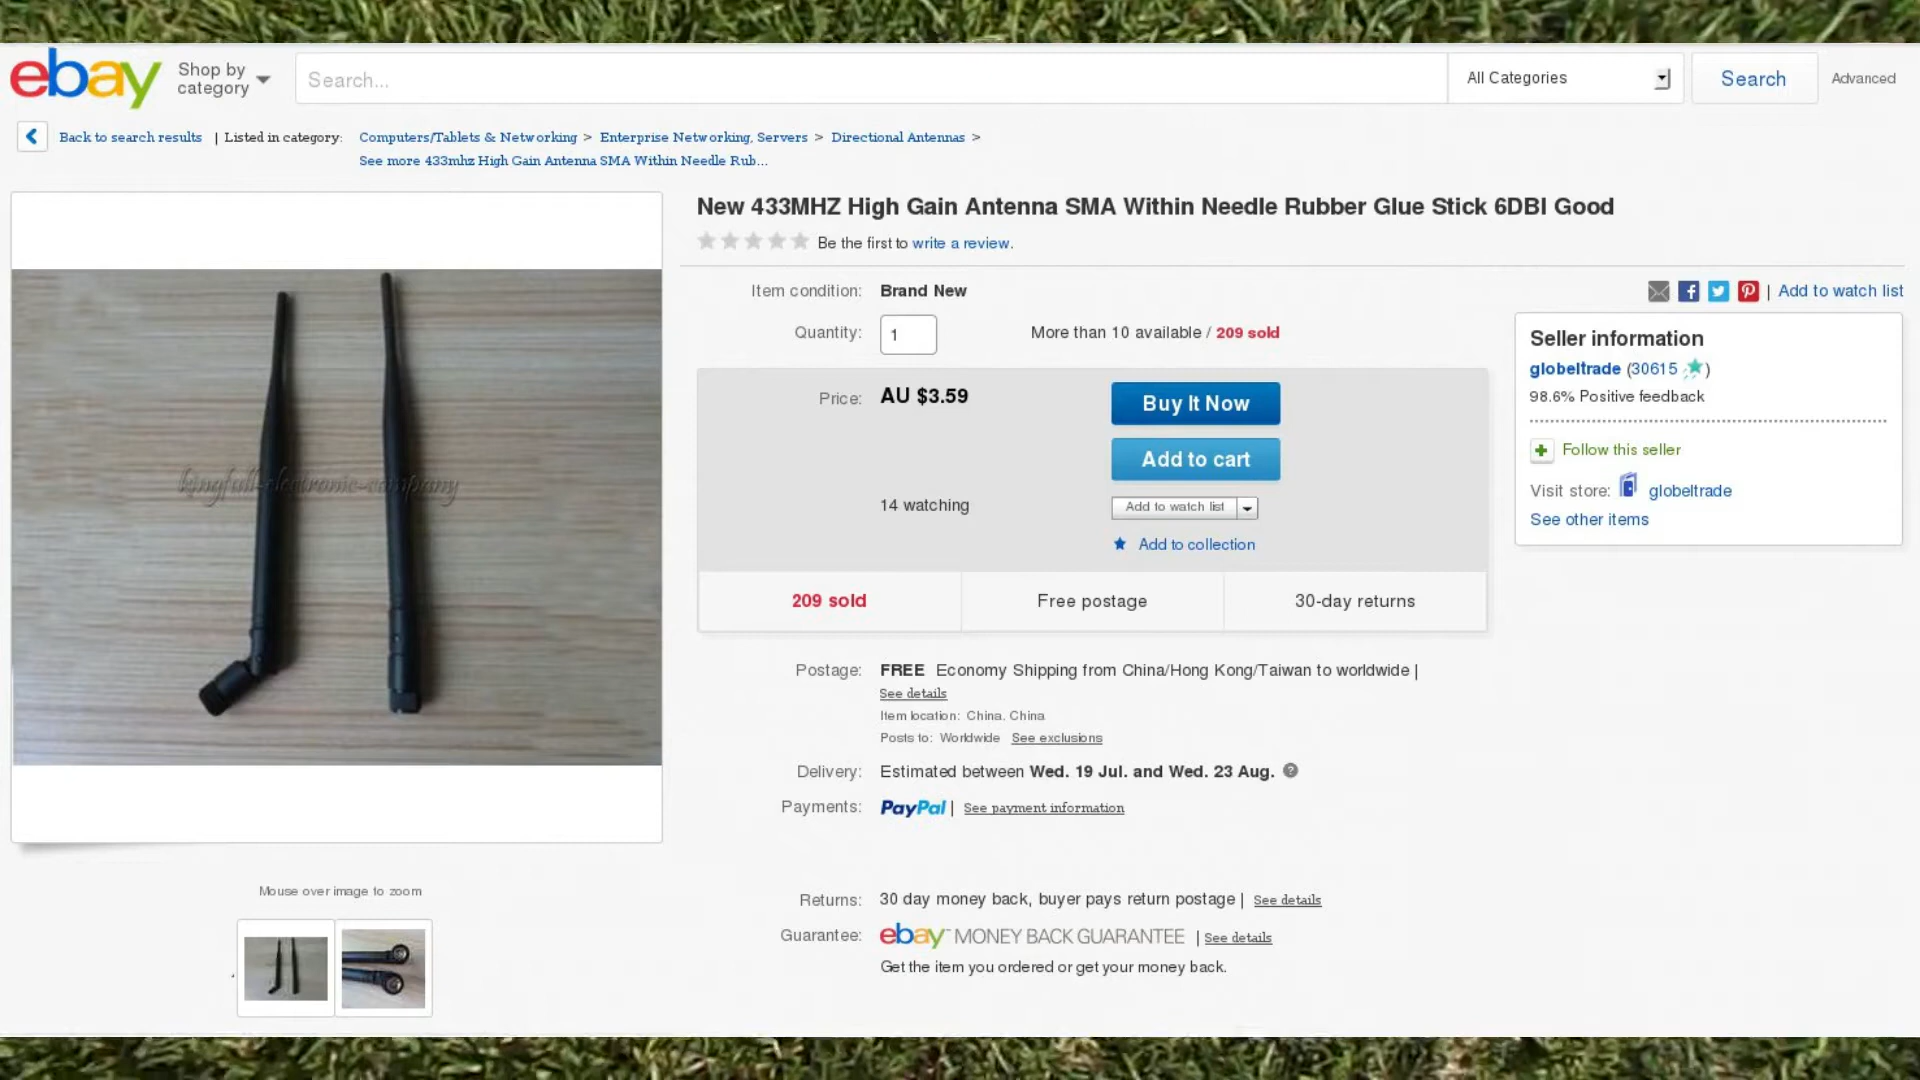 ebay
Shop by
category
Search...
All Categories
Search
Advanced
Back to search results | Listed in category: Computers/Tablets & Networking > Enterprise Networking, Servers > Directional Antennas >
See more 433mhz High Gain Antenna SMA Within Needle Rub...
New 433MHZ High Gain Antenna SMA Within Needle Rubber Glue Stick 6DBI Good
Be the first to write a review.
Item condition: Brand New
| Add to watch list
Quantity: 1 More than 10 available / 209 sold
Seller information
globeltrade (30615)
98.6% Positive feedback
Follow this seller
Visit store: globeltrade
See other items
Price: AU $3.59
Buy It Now
Add to cart
14 watching
Add to watch list
Add to collection
209 sold Free postage 30-day returns
kingfull-electronic-company
Postage: FREE Economy Shipping from China/Hong Kong/Taiwan to worldwide |
See details
Item location: China, China
Posts to: Worldwide See exclusions
Delivery: Estimated between Wed. 19 Jul. and Wed. 23 Aug. ?
Payments: PayPal | See payment information
Mouse over image to zoom
Returns: 30 day money back, buyer pays return postage | See details
Guarantee: ebay MONEY BACK GUARANTEE | See details
Get the item you ordered or get your money back.